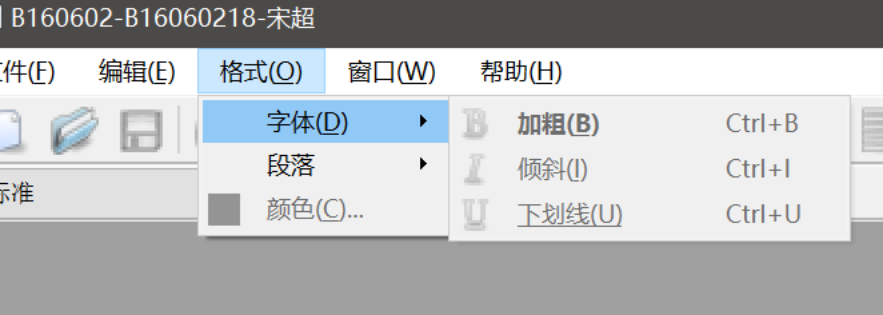 B160602-B16060218-宋超
件(F) 编辑(E) 格式(O) 窗口(W) 帮助(H)
字体(D) 加粗(B) Ctrl+B
段落 倾斜(I) Ctrl+I
颜色(C)... 下划线(U) Ctrl+U
标准